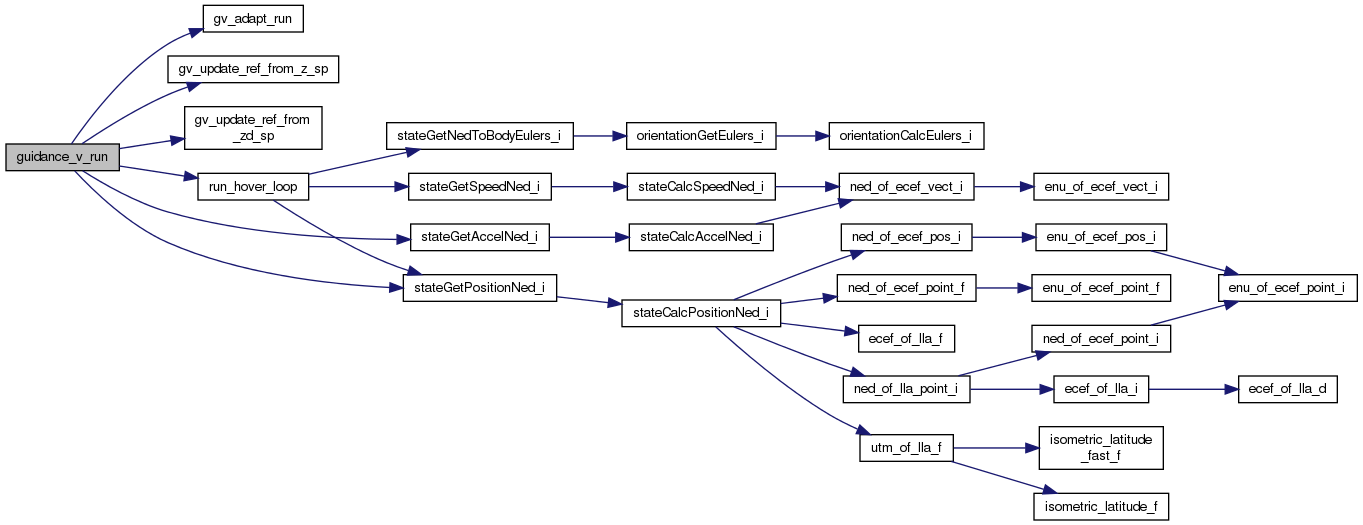 gv_adapt_run
gv_update_ref_from_z_sp
gv_update_ref_from
_zd_sp
stateGetNedToBodyEulers_i
orientationGetEulers_i
orientationCalcEulers_i
guidance_v_run
run_hover_loop
stateGetSpeedNed_i
stateCalcSpeedNed_i
ned_of_ecef_vect_i
enu_of_ecef_vect_i
stateGetAccelNed_i
stateCalcAccelNed_i
ned_of_ecef_pos_i
enu_of_ecef_pos_i
stateGetPositionNed_i
ned_of_ecef_point_f
enu_of_ecef_point_f
enu_of_ecef_point_i
stateCalcPositionNed_i
ecef_of_lla_f
ned_of_ecef_point_i
ned_of_lla_point_i
ecef_of_lla_i
ecef_of_lla_d
utm_of_lla_f
isometric_latitude
_fast_f
isometric_latitude_f